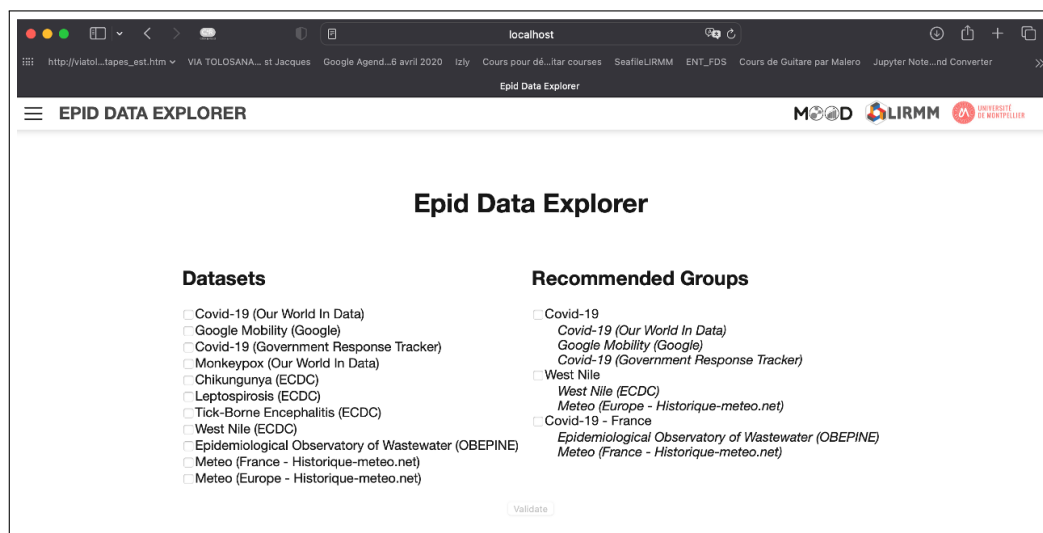 localhost
http://viatol...tapes_est.htm VIA TOLOSANA... st Jacques Google Agend...6 avril 2020 Izly Cours pour dé...itar courses SeafileLIRMM ENT_FDS Cours de Guitare par Malero Jupyter Note...nd Converter
Epid Data Explorer
EPID DATA EXPLORER MOOD LIRMM UNIVERSITÉ DE MONTPELLIER
Epid Data Explorer
Datasets
Covid-19 (Our World In Data)
Google Mobility (Google)
Covid-19 (Government Response Tracker)
Monkeypox (Our World In Data)
Chikungunya (ECDC)
Leptospirosis (ECDC)
Tick-Borne Encephalitis (ECDC)
West Nile (ECDC)
Epidemiological Observatory of Wastewater (OBEPINE)
Meteo (France - Historique-meteo.net)
Meteo (Europe - Historique-meteo.net)
Recommended Groups
Covid-19
Covid-19 (Our World In Data)
Google Mobility (Google)
Covid-19 (Government Response Tracker)
West Nile
West Nile (ECDC)
Meteo (Europe - Historique-meteo.net)
Covid-19 - France
Epidemiological Observatory of Wastewater (OBEPINE)
Meteo (France - Historique-meteo.net)
Validate